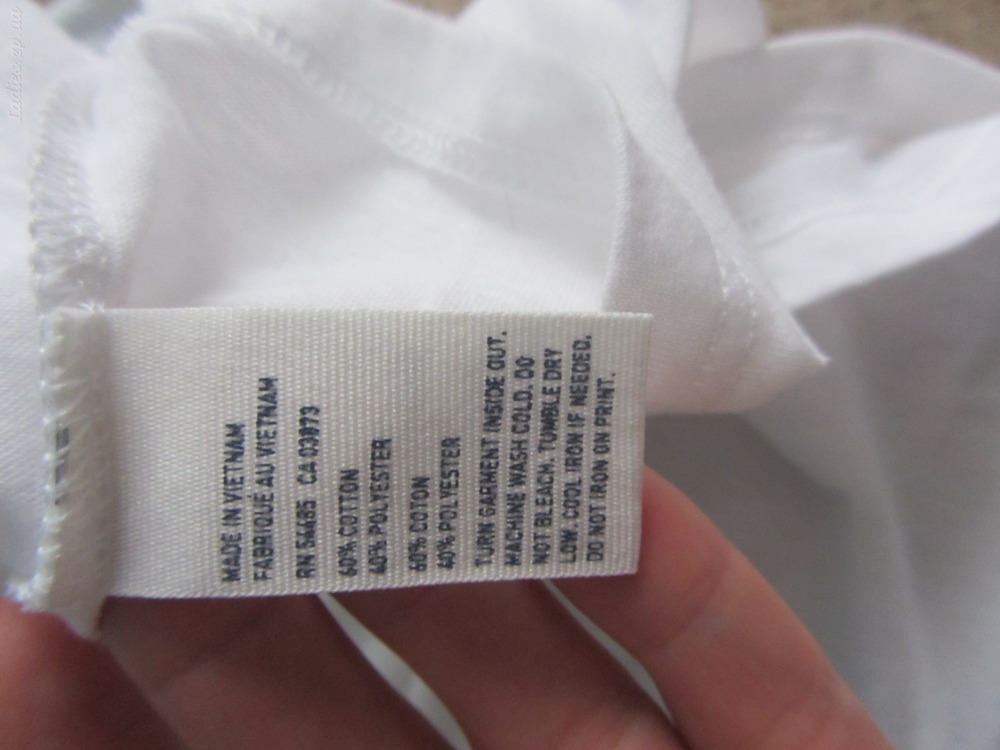 MADE IN VIETNAM
FABRIQUÉ AU VIETNAM
RN 54485 CA 03073
60% COTTON
40% POLYESTER
60% COTON
40% POLYESTER
TURN GARMENT INSIDE OUT.
MACHINE WASH COLD. DO
NOT BLEACH. TUMBLE DRY
LOW. COOL IRON IF NEEDED.
DO NOT IRON ON PRINT.